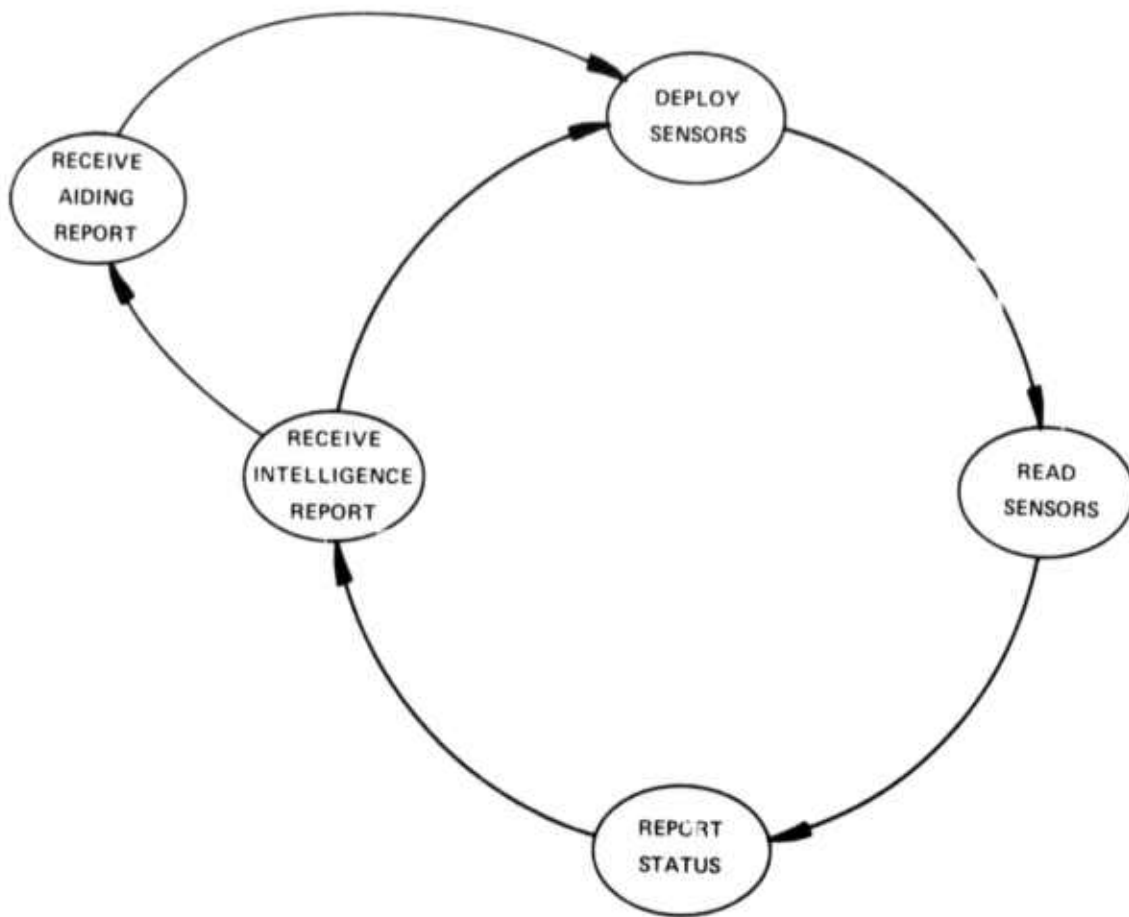 DEPLOY
SENSORS
RECEIVE
AIDING
REPORT
RECEIVE
INTELLIGENCE
REPORT
READ
SENSORS
REPORT
STATUS